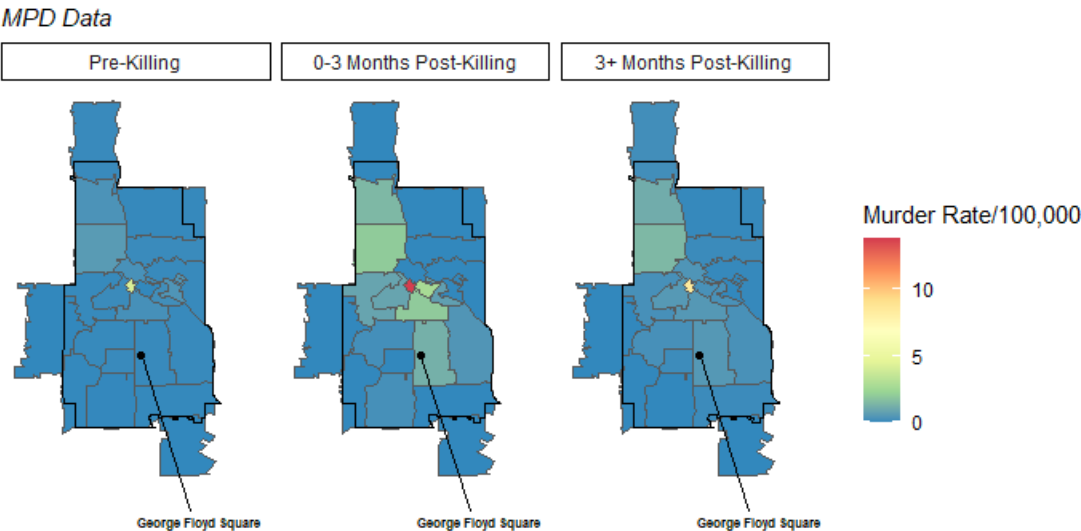 MPD Data
Pre-Killing
0-3 Months Post-Killing
3+ Months Post-Killing
Murder Rate/100,000
10
5
0
George Floyd Square
George Floyd Square
George Floyd Square